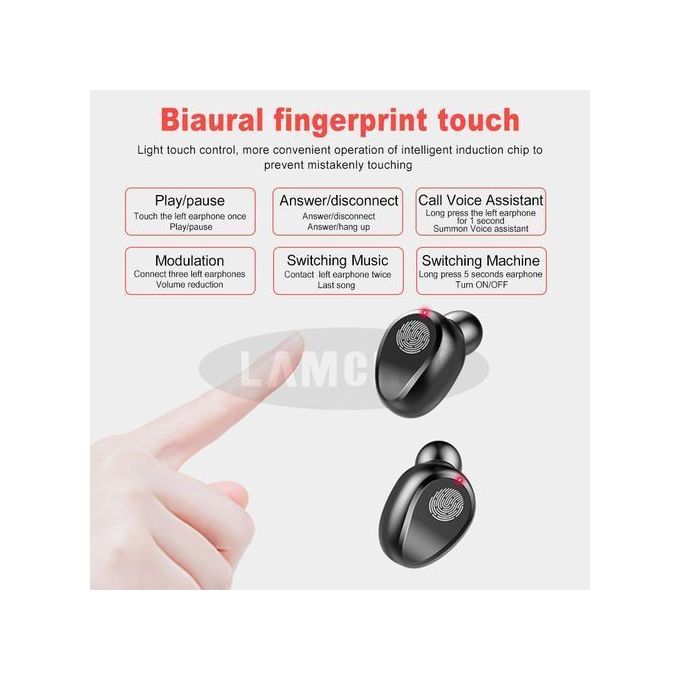 Biaural fingerprint touch
Light touch control, more convenient operation of intelligent induction chip to
prevent mistakenly touching
Play/pause
Touch the left earphone once
Play/pause
Answer/disconnect
Answer/disconnect
Answer/hang up
Call Voice Assistant
Long press the left earphone
for 1 second
Summon Voice assistant
Modulation
Connect three left earphones
Volume reduction
Switching Music
Contact left earphone twice
Last song
Switching Machine
Long press 5 seconds earphone
Turn ON/OFF